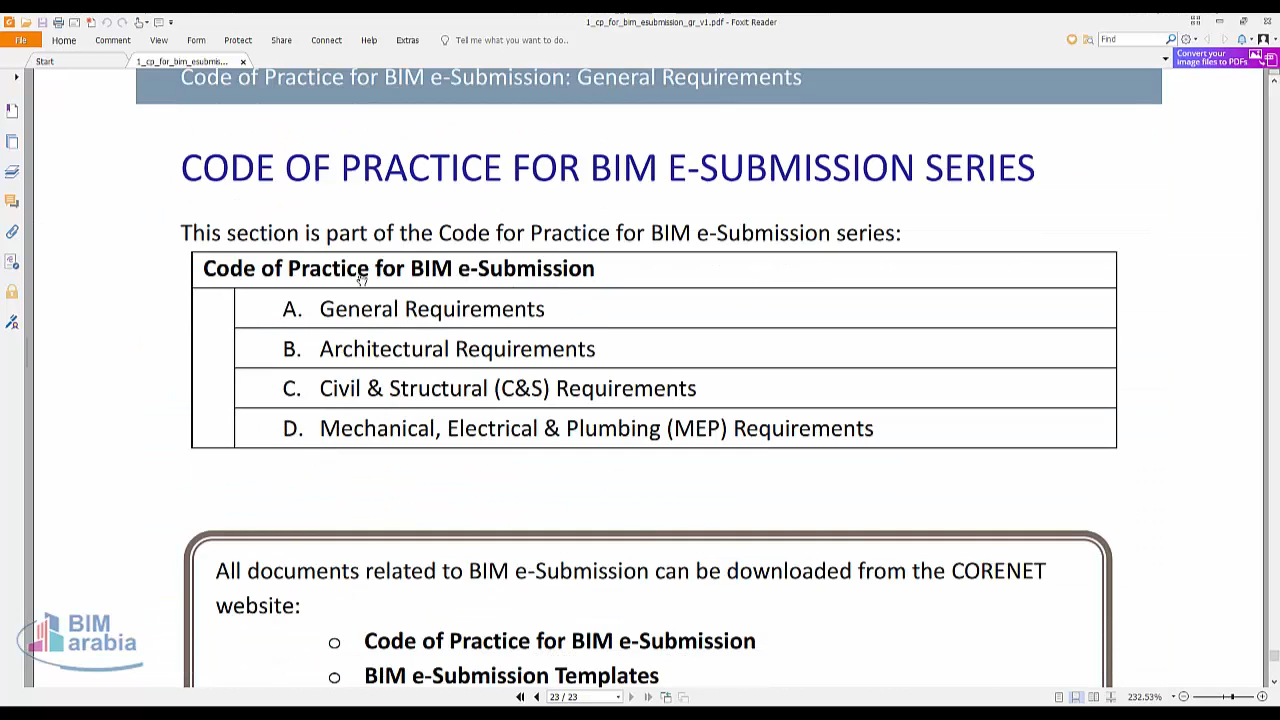 1_cp_for_bim_esubmission_gr_v1.pdf - Foxit Reader
File Home Comment View Form Protect Share Connect Help Extras Tell me what you want to do.. Find
Start 1_cp_for_bim_esubmis... Convert your image files to PDFs
Code of Practice for BIM e-Submission: General Requirements
CODE OF PRACTICE FOR BIM E-SUBMISSION SERIES
This section is part of the Code for Practice for BIM e-Submission series:
Code of Practice for BIM e-Submission
A. General Requirements
B. Architectural Requirements
C. Civil & Structural (C&S) Requirements
D. Mechanical, Electrical & Plumbing (MEP) Requirements
All documents related to BIM e-Submission can be downloaded from the CORENET
website:
o Code of Practice for BIM e-Submission
o BIM e-Submission Templates
BIM
arabia
23 / 23 232.53%